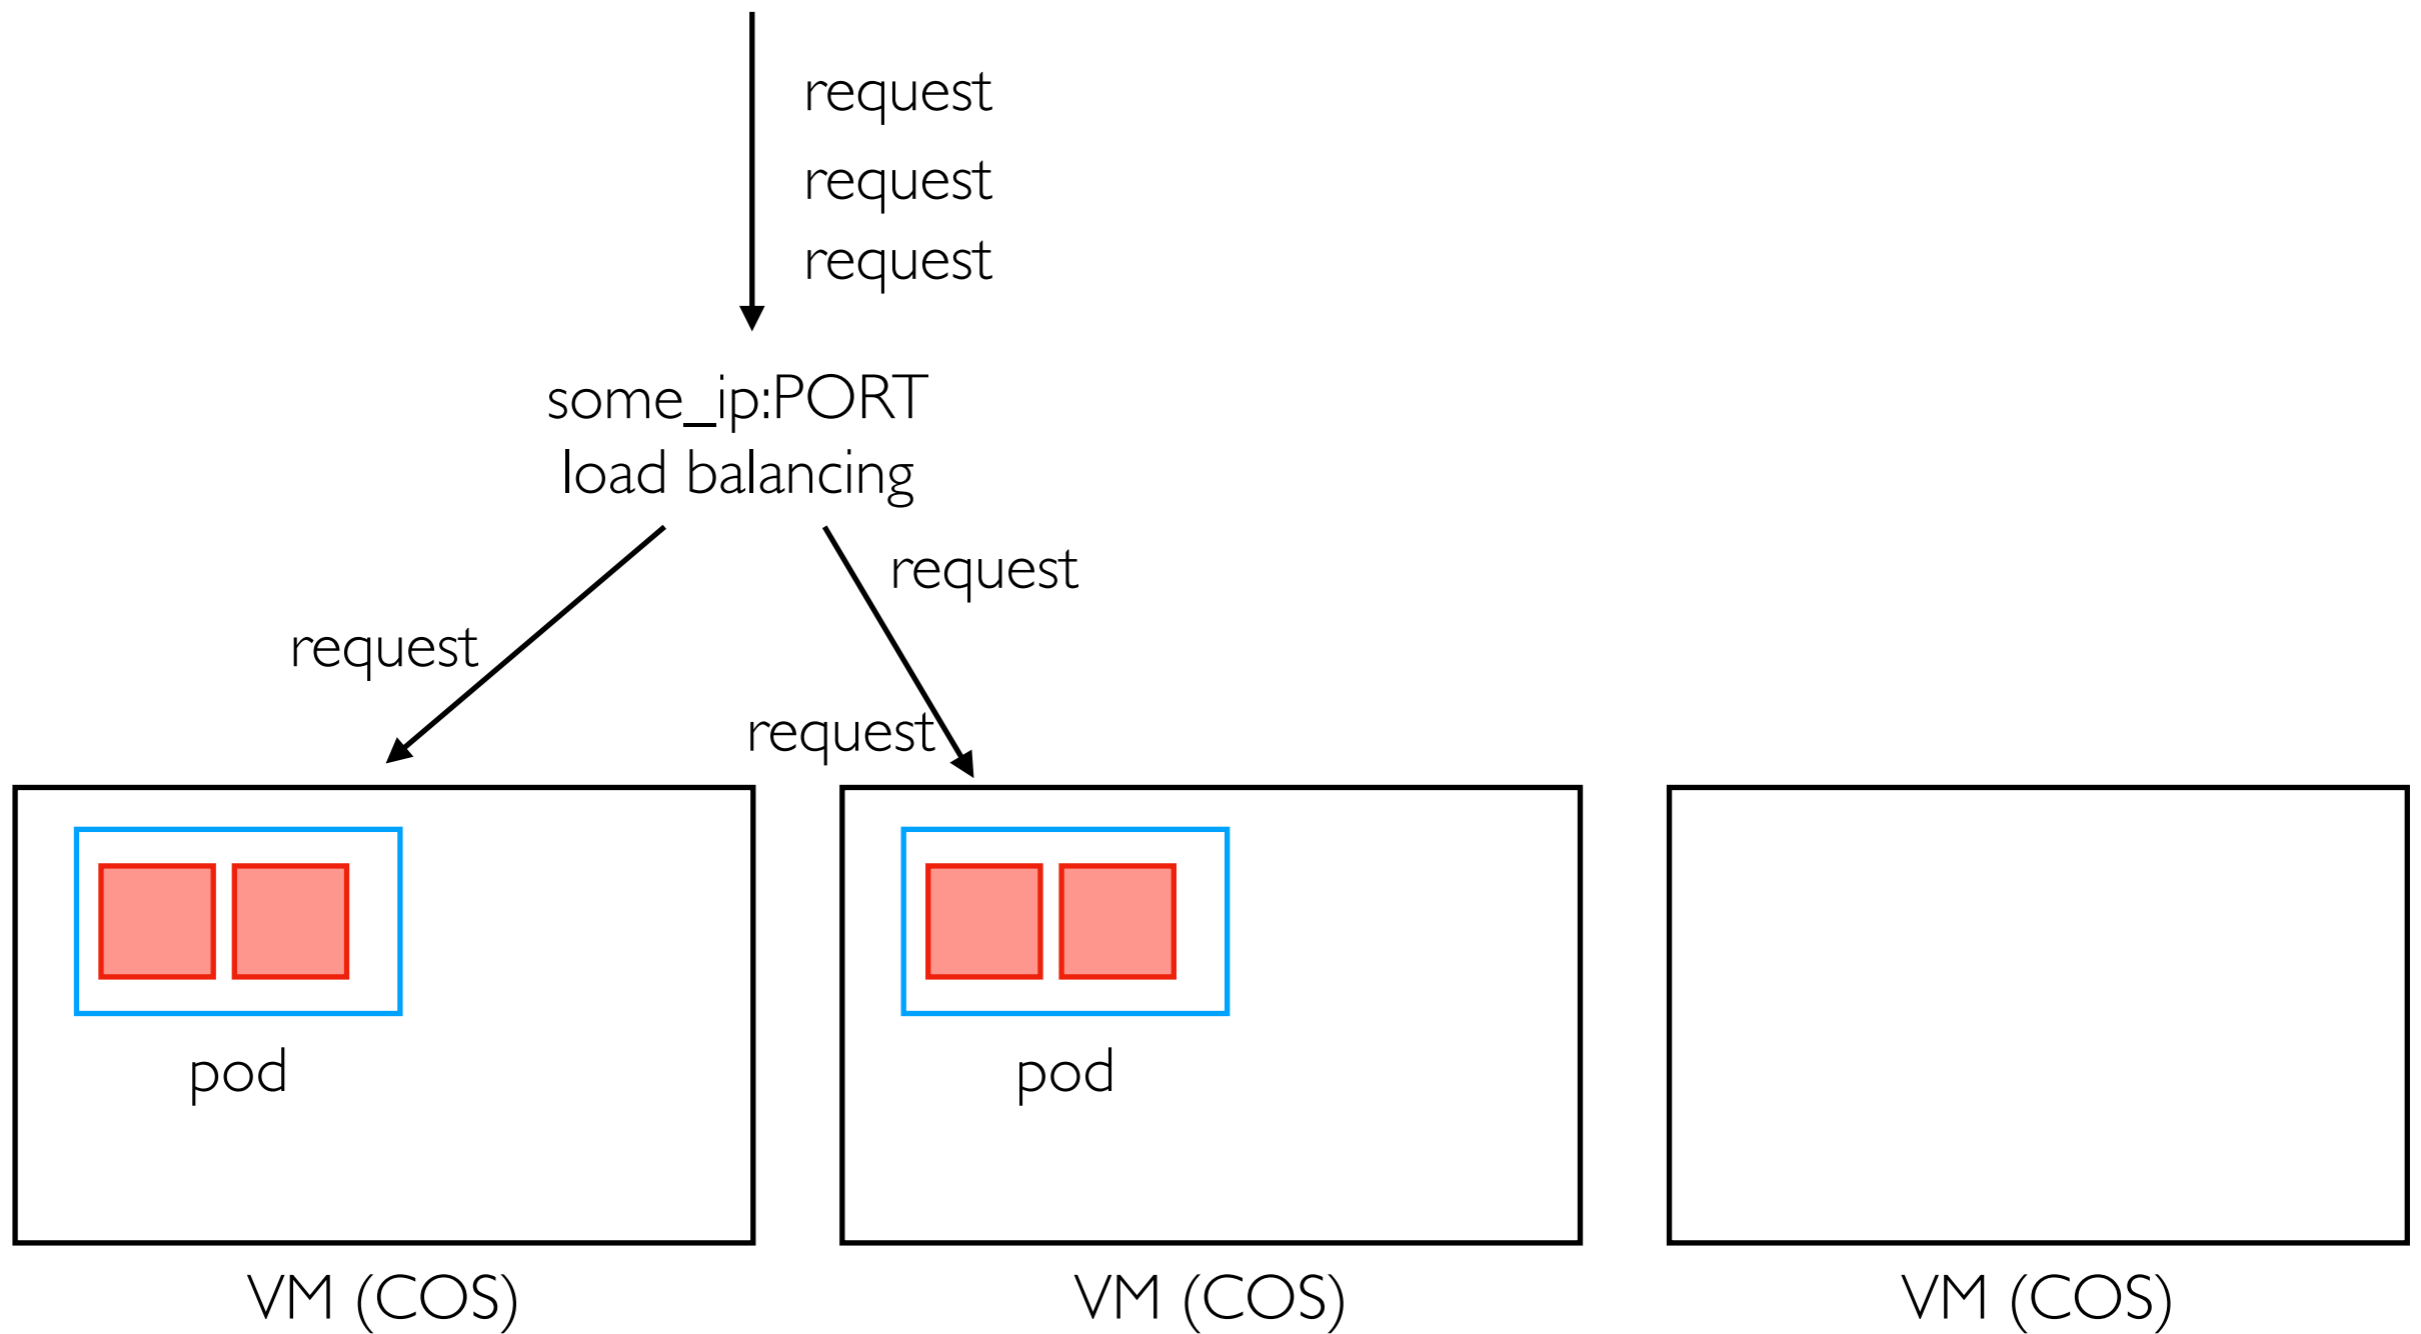 request
request
request
some_ip:PORT
load balancing
request
request
request
pod
pod
VM (COS)
VM (COS)
VM (COS)